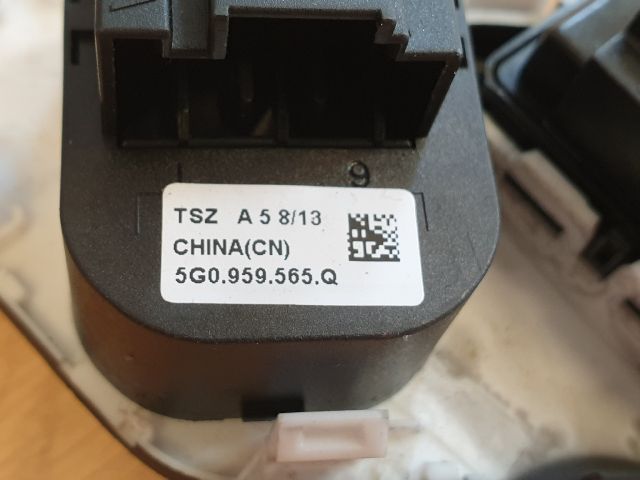 9
TSZ A 5 8/13
CHINA(CN)
5G0.959.565.Q